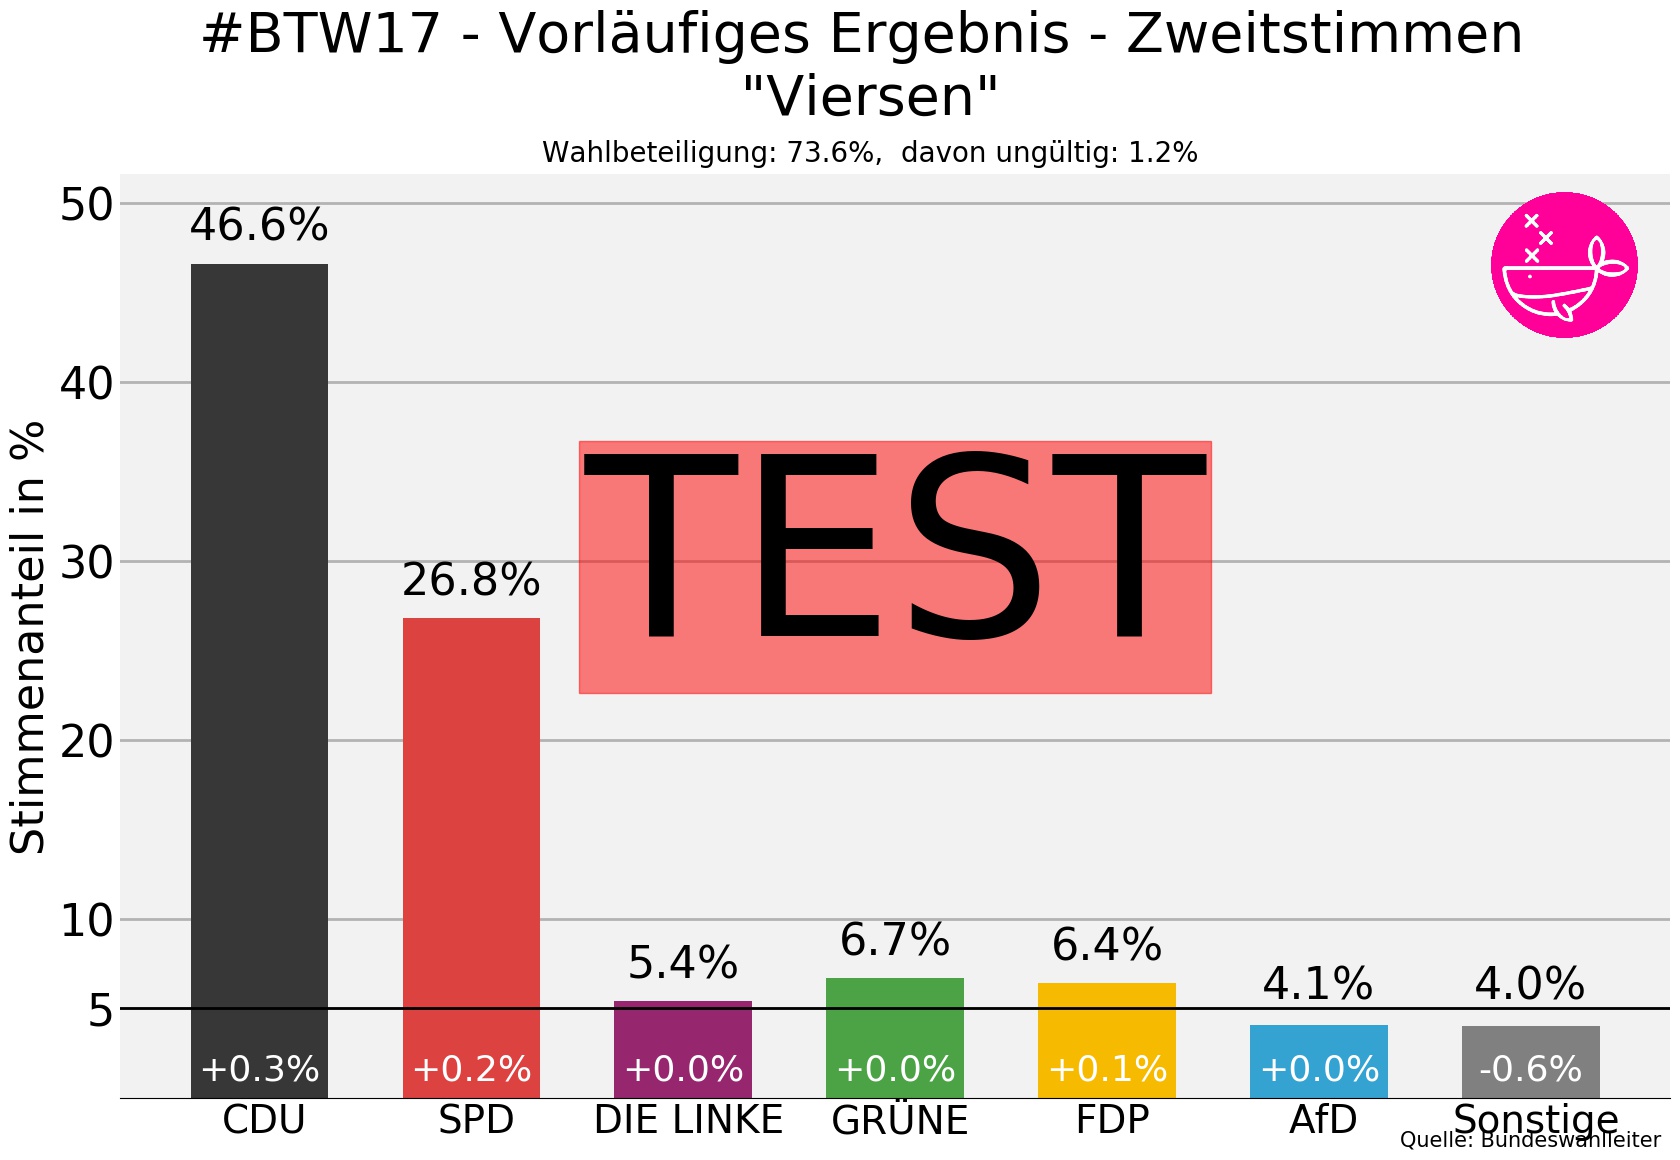 #BTW17 - Vorläufiges Ergebnis - Zweitstimmen
"Viersen"
Wahlbeteiligung: 73.6%,  davon ungültig: 1.2%
Stimmenanteil in %
50
40
30
20
10
5
46.6%
26.8%
5.4%
6.7%
6.4%
4.1%
4.0%
TEST
+0.3%
+0.2%
+0.0%
+0.0%
+0.1%
+0.0%
-0.6%
CDU
SPD
DIE LINKE
GRÜNE
FDP
AfD
Sonstige
Quelle: Bundeswahlleiter